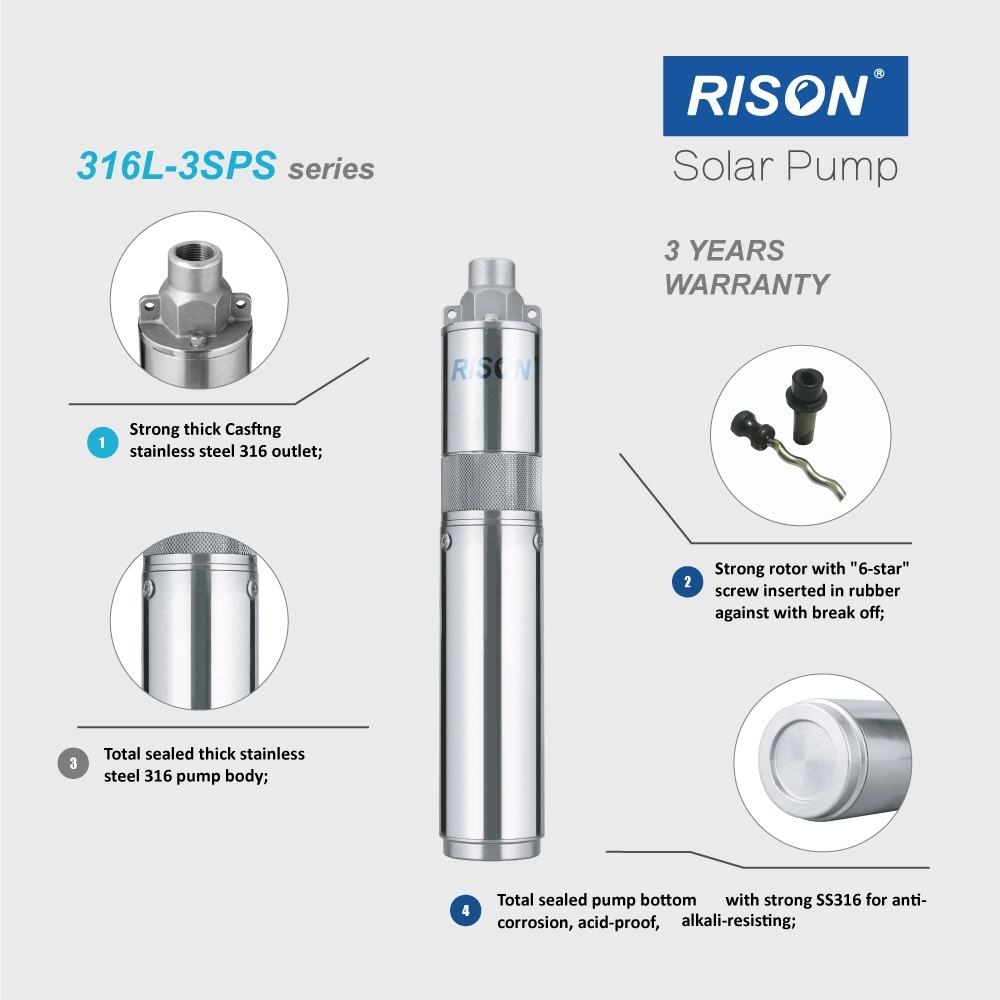 RISON®
Solar Pump
316L-3SPS series
3 YEARS
WARRANTY
RISON
1
Strong thick Casftng
stainless steel 316 outlet;
2
Strong rotor with "6-star"
screw inserted in rubber
against with break off;
3
Total sealed thick stainless
steel 316 pump body;
4
Total sealed pump bottom with strong SS316 for anti-
corrosion, acid-proof, alkali-resisting;